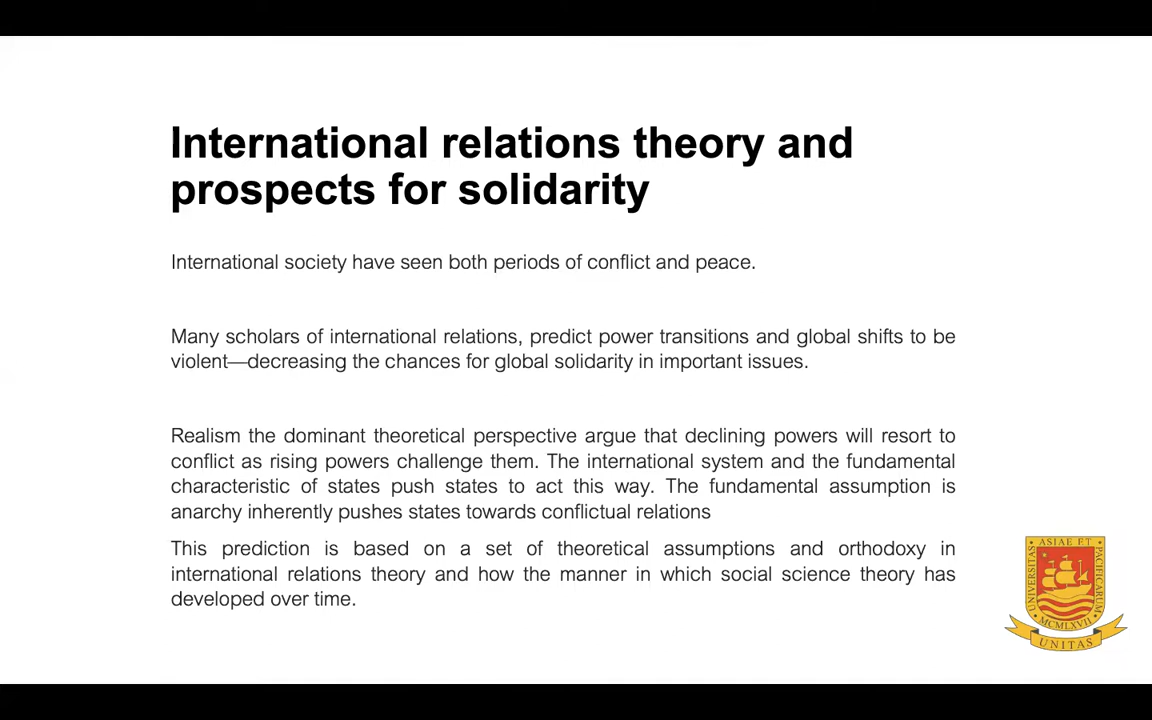 International relations theory and
prospects for solidarity
International society have seen both periods of conflict and peace.
Many scholars of international relations, predict power transitions and global shifts to be
violent—decreasing the chances for global solidarity in important issues.
Realism the dominant theoretical perspective argue that declining powers will resort to
conflict as rising powers challenge them. The international system and the fundamental
characteristic of states push states to act this way. The fundamental assumption is
anarchy inherently pushes states towards conflictual relations
This prediction is based on a set of theoretical assumptions and orthodoxy in
international relations theory and how the manner in which social science theory has
developed over time.
UNIVERSITAS
ASIAE ET
PACIFICARUM
MCMLXVII
UNITAS